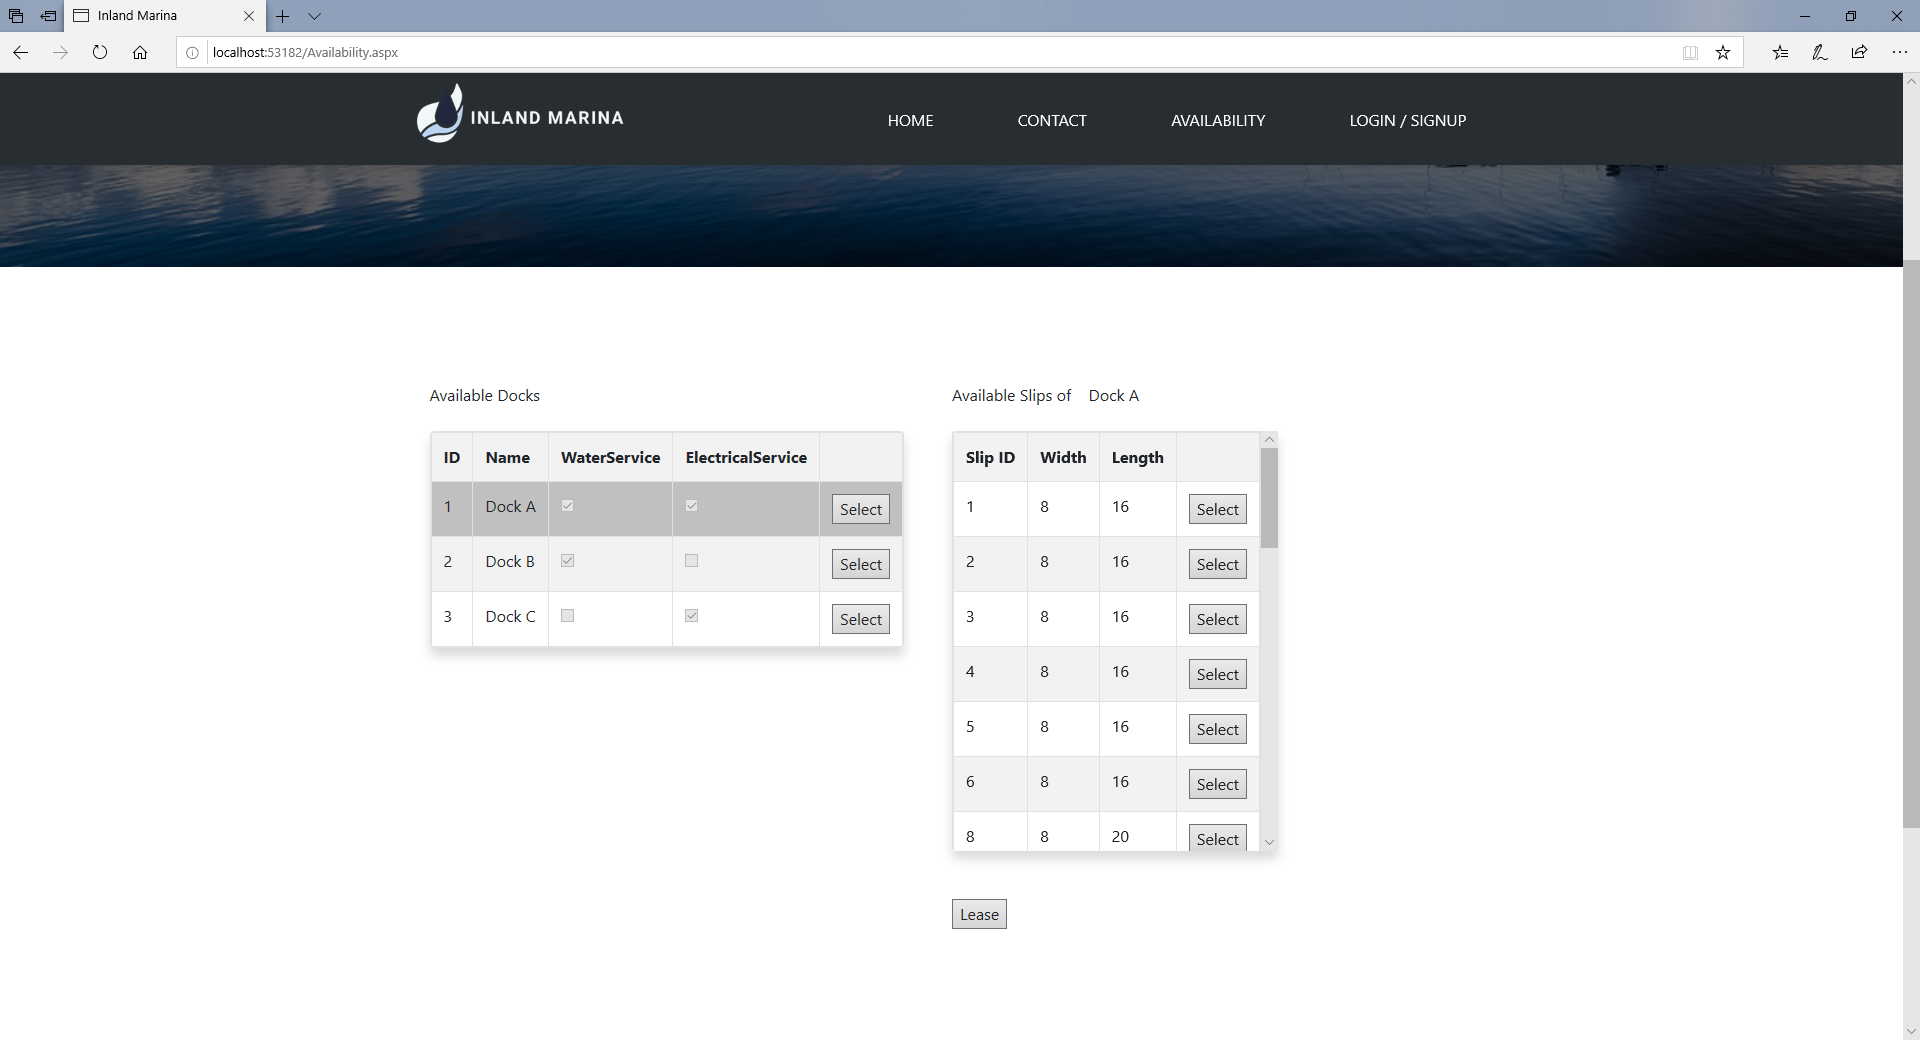 Inland Marina
localhost:53182/Availability.aspx
INLAND MARINA HOME CONTACT AVAILABILITY LOGIN / SIGNUP
Available Docks
ID Name WaterService ElectricalService
1 Dock A Select
2 Dock B Select
3 Dock C Select
Available Slips of Dock A
Slip ID Width Length
1 8 16 Select
2 8 16 Select
3 8 16 Select
4 8 16 Select
5 8 16 Select
6 8 16 Select
8 8 20 Select
Lease